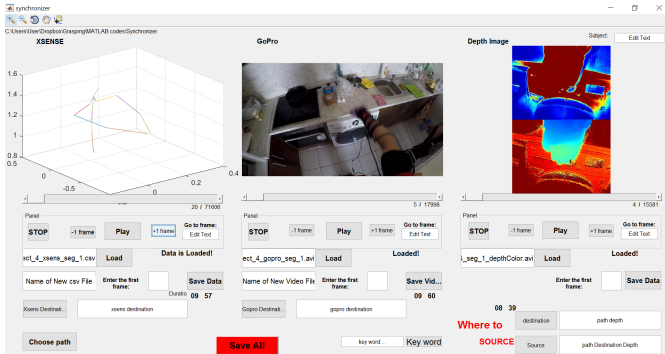 synchronizer
C:\Users\User\Dropbox\Grasping\MATLAB codes\Synchronizer
Subject:
Edit Text
XSENSE
GoPro
Depth Image
1.6
1.4
1.2
1
0.8
0.5
0
-0.5
0
0.2
0.4
20 / 71606
5 / 17998
4 / 15581
Panel
STOP
-1 frame
Play
+1 frame
Go to frame:
Edit Text
Panel
STOP
-1 frame
Play
+1 frame
Go to frame:
Edit Text
Panel
STOP
-1 frame
Play
+1 frame
Go to frame:
Edit Text
ect_4_xsens_seg_1.csv
Load
Data is Loaded!
ect_4_gopro_seg_1.avi
Load
Loaded!
_seg_1_depthColor.avi
Load
Loaded!
Name of New csv File
Enter the first
frame:
Save Data
Name of New Video File
Enter the first
frame:
Save Vid...
Enter the first
frame:
Save Data
Duratio
09 57
09 60
08 39
Xsens Destinati...
xsens destination
Gopro Destinati...
gopro destination
destination
path depth
Where to
SOURCE
Source
path Destination Depth
Choose path
Save All
key word...
Key word